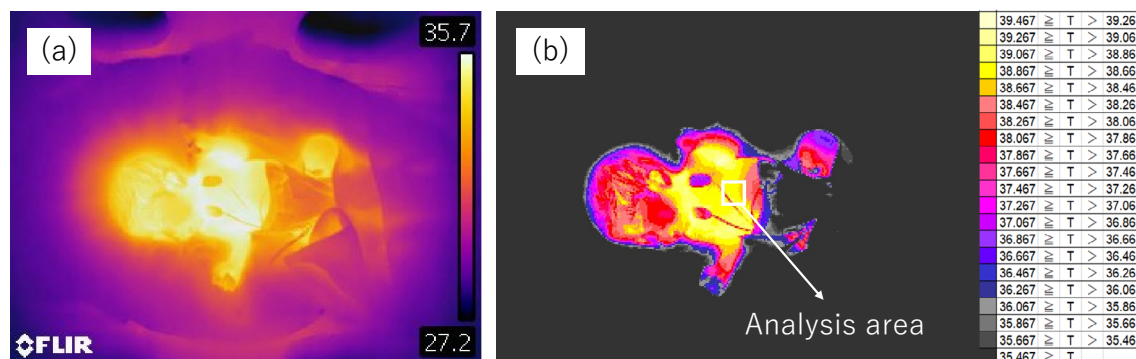 (a)
35.7
27.2
FLIR
(b)
Analysis area
39.467 ≧ T > 39.26
39.267 ≧ T > 39.06
39.067 ≧ T > 38.86
38.867 ≧ T > 38.66
38.667 ≧ T > 38.46
38.467 ≧ T > 38.26
38.267 ≧ T > 38.06
38.067 ≧ T > 37.86
37.867 ≧ T > 37.66
37.667 ≧ T > 37.46
37.467 ≧ T > 37.26
37.267 ≧ T > 37.06
37.067 ≧ T > 36.86
36.867 ≧ T > 36.66
36.667 ≧ T > 36.46
36.467 ≧ T > 36.26
36.267 ≧ T > 36.06
36.067 ≧ T > 35.86
35.867 ≧ T > 35.66
35.667 ≧ T > 35.46
35.467 ≧ T